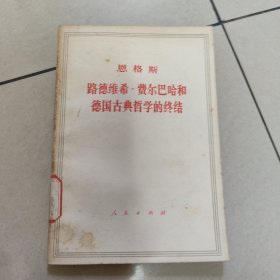 恩格斯
路德维希·费尔巴哈和
德国古典哲学的终结
人民出版社